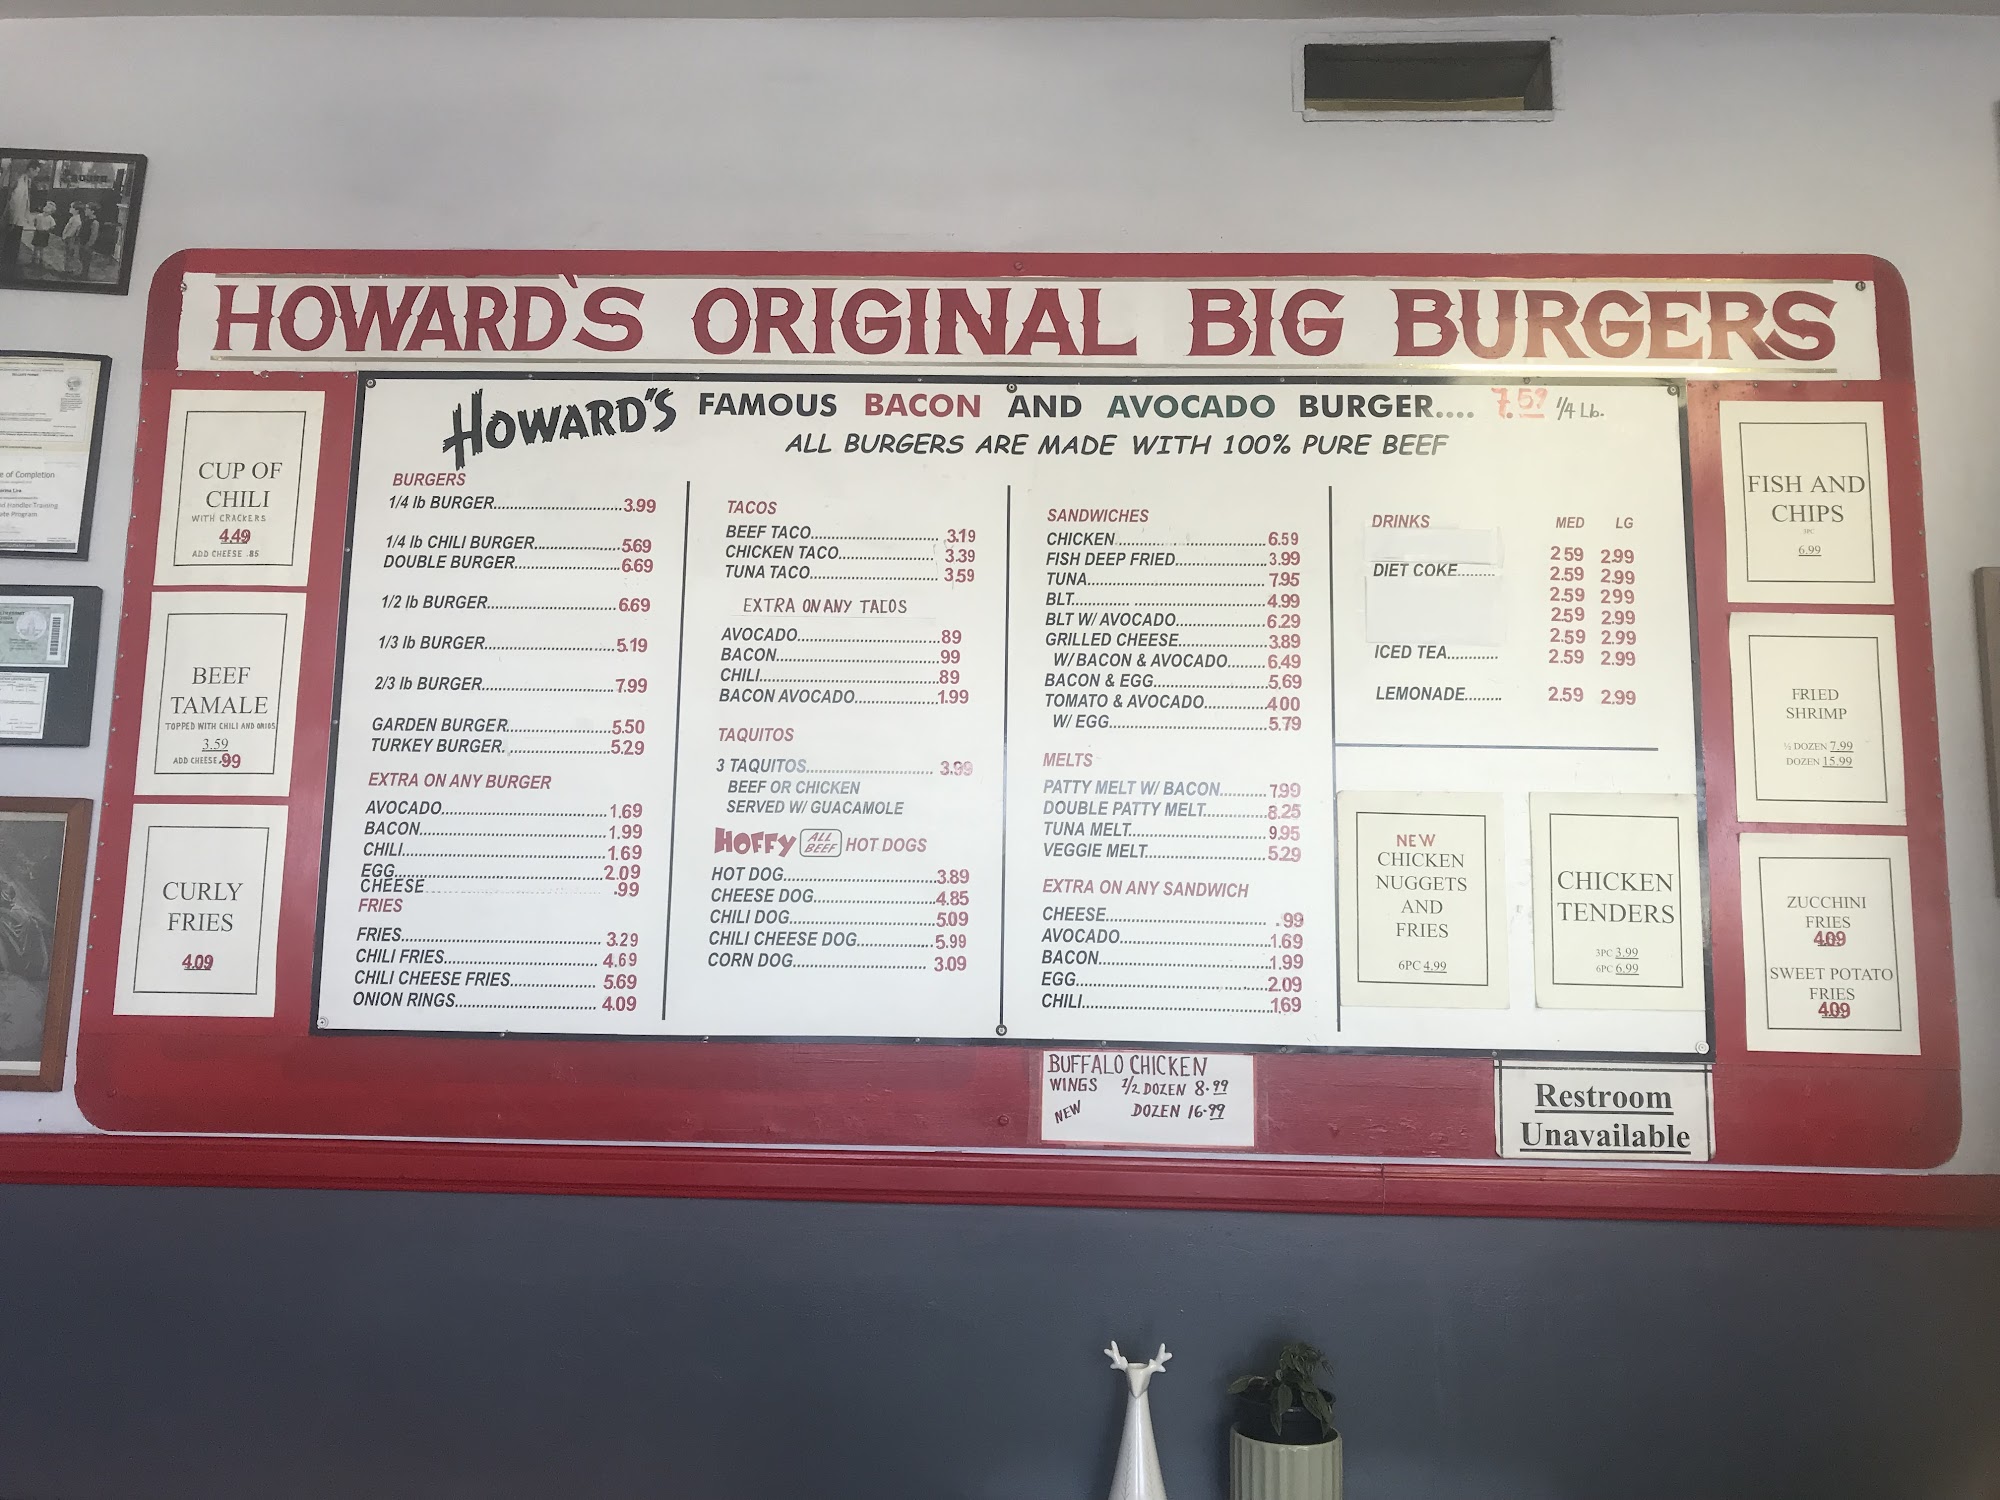 HOWARD'S ORIGINAL BIG BURGERS
HOWARD'S FAMOUS BACON AND AVOCADO BURGER.... 7.59 1/4 Lb.
ALL BURGERS ARE MADE WITH 100% PURE BEEF
CUP OF
CHILI
WITH CRACKERS
4.49
ADD CHEESE .85
BEEF
TAMALE
TOPPED WITH CHILI AND ONIOS
3.59
ADD CHEESE .99
CURLY
FRIES
4.09
BURGERS
1/4 lb BURGER 3.99
1/4 lb CHILI BURGER 5.69
DOUBLE BURGER 6.69
1/2 lb BURGER 6.69
1/3 lb BURGER 5.19
2/3 lb BURGER 7.99
GARDEN BURGER 5.50
TURKEY BURGER 5.29
EXTRA ON ANY BURGER
AVOCADO 1.69
BACON 1.99
CHILI 1.69
EGG 2.09
CHEESE .99
FRIES
FRIES 3.29
CHILI FRIES 4.69
CHILI CHEESE FRIES 5.69
ONION RINGS 4.09
TACOS
BEEF TACO 3.19
CHICKEN TACO 3.39
TUNA TACO 3.59
EXTRA ON ANY TACOS
AVOCADO .89
BACON .99
CHILI .89
BACON AVOCADO 1.99
TAQUITOS
3 TAQUITOS 3.99
BEEF OR CHICKEN
SERVED W/ GUACAMOLE
HOFFY ALL BEEF HOT DOGS
HOT DOG 3.89
CHEESE DOG 4.85
CHILI DOG 5.09
CHILI CHEESE DOG 5.99
CORN DOG 3.09
SANDWICHES
CHICKEN 6.59
FISH DEEP FRIED 3.99
TUNA 7.95
BLT 4.99
BLT W/ AVOCADO 6.29
GRILLED CHEESE 3.89
W/ BACON & AVOCADO 6.49
BACON & EGG 5.69
TOMATO & AVOCADO 4.00
W/ EGG 5.79
MELTS
PATTY MELT W/ BACON 7.99
DOUBLE PATTY MELT 8.25
TUNA MELT 9.95
VEGGIE MELT 5.29
EXTRA ON ANY SANDWICH
CHEESE .99
AVOCADO 1.69
BACON 1.99
EGG 2.09
CHILI 1.69
DRINKS MED LG
2.59 2.99
DIET COKE 2.59 2.99
2.59 2.99
2.59 2.99
2.59 2.99
ICED TEA 2.59 2.99
LEMONADE 2.59 2.99
NEW
CHICKEN
NUGGETS
AND
FRIES
6PC 4.99
CHICKEN
TENDERS
3PC 3.99
6PC 6.99
FISH AND
CHIPS
3PC
6.99
FRIED
SHRIMP
½ DOZEN 7.99
DOZEN 15.99
ZUCCHINI
FRIES
4.09
SWEET POTATO
FRIES
4.09
BUFFALO CHICKEN
WINGS 1/2 DOZEN 8.99
NEW DOZEN 16.99
Restroom
Unavailable